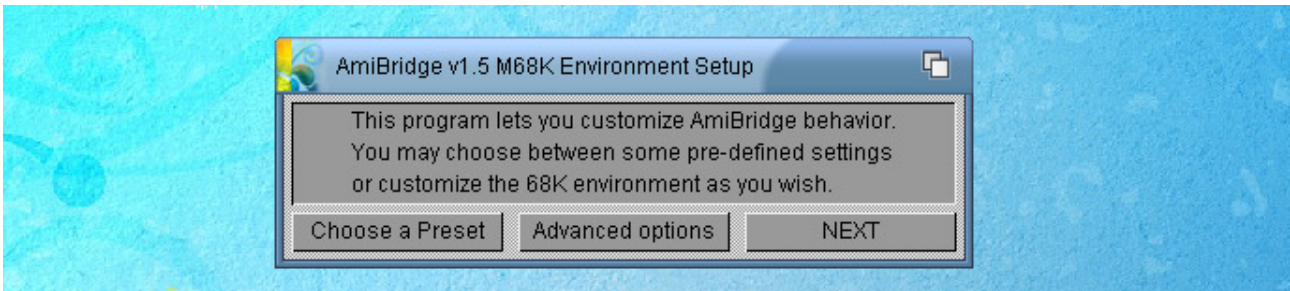 AmiBridge v1.5 M68K Environment Setup
This program lets you customize AmiBridge behavior.
You may choose between some pre-defined settings
or customize the 68K environment as you wish.
Choose a Preset Advanced options NEXT